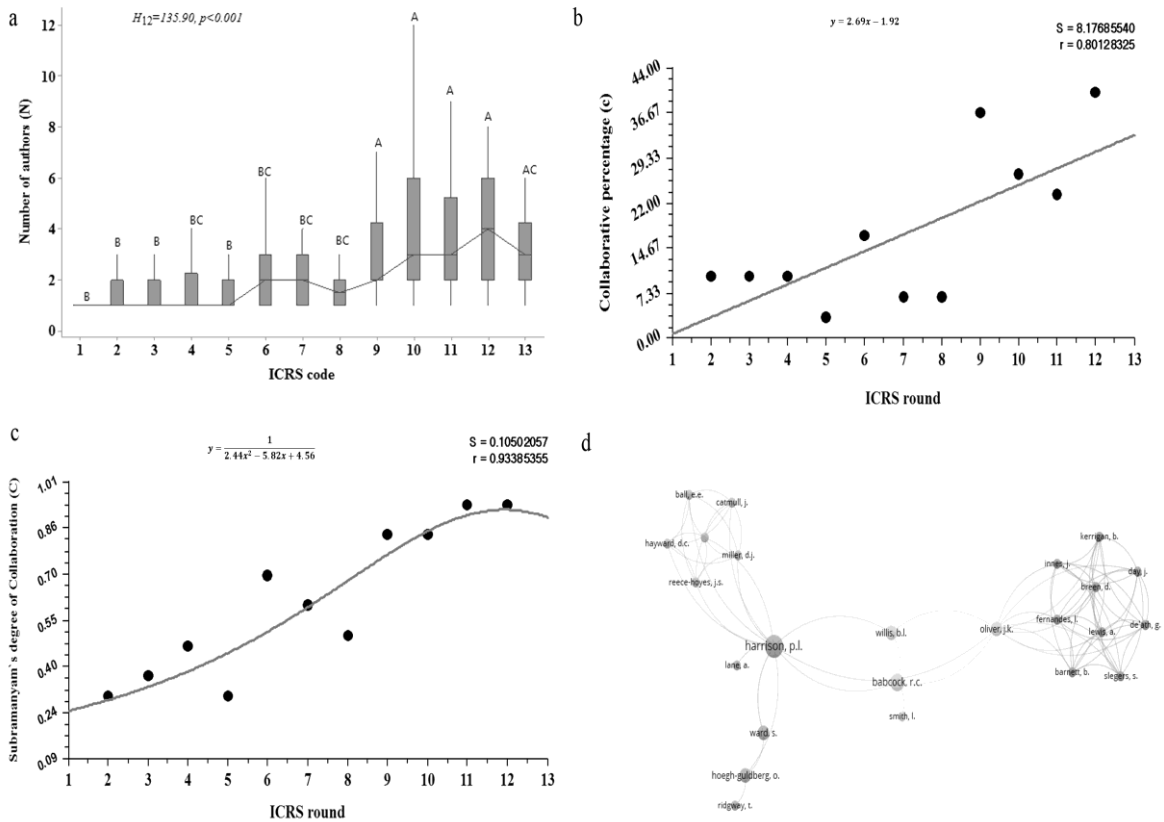 a
H12=135.90, p<0.001
Number of authors (N)
12
10
8
6
4
2
0
A
A
A
A
AC
BC
BC
BC
BC
B
B
B
B
1 2 3 4 5 6 7 8 9 10 11 12 13
ICRS code
b
y = 2.69x − 1.92
S = 8.17685540
r = 0.80128325
Collaborative percentage (c)
44.00
36.67
29.33
22.00
14.67
7.33
0.00
1 2 3 4 5 6 7 8 9 10 11 12 13
ICRS round
c
y = 1
2.44x² − 5.82x + 4.56
S = 0.10502057
r = 0.93385355
Subramanyam`s degree of Collaboration (C)
1.01
0.86
0.70
0.55
0.40
0.24
0.09
1 2 3 4 5 6 7 8 9 10 11 12 13
ICRS round
d
ball, e.e.
catmull, j.
hayward, d.c.
miller, d.j.
reece-hoyes, j.s.
harrison, p.l.
lane, a.
willis, b.l.
oliver, j.k.
babcock, r.c.
smith, l.
ward, s.
hoegh-guldberg, o.
ridgway, t.
kerrigan, b.
innes, j.
day, j.
breen, d.
fernandes, l.
lewis, a.
de'ath, g.
barnett, b.
slegers, s.